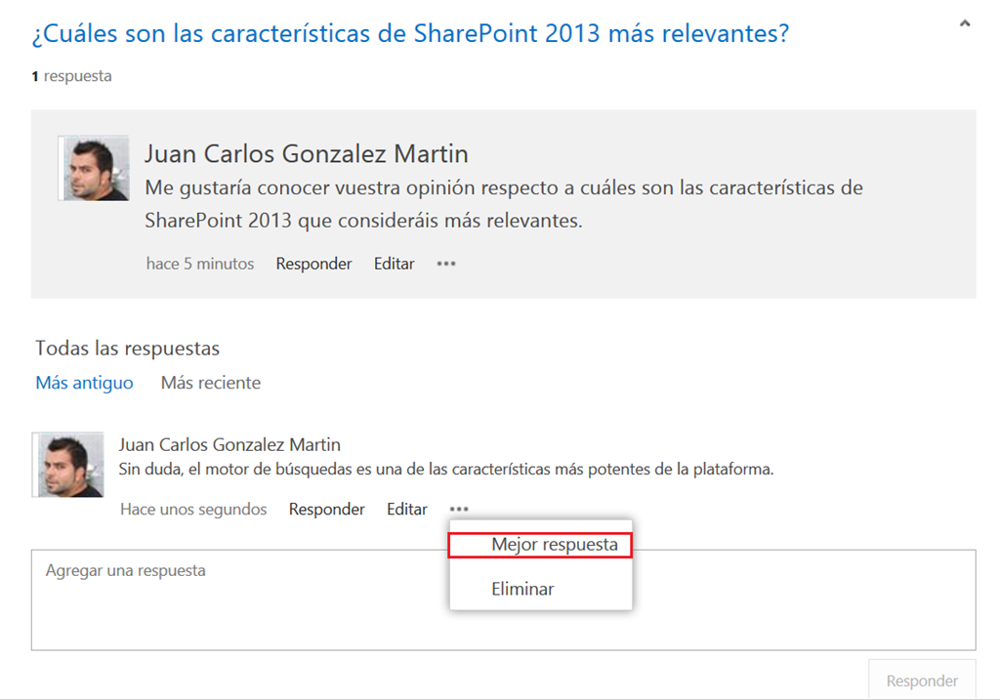 ¿Cuáles son las características de SharePoint 2013 más relevantes?
1 respuesta
Juan Carlos Gonzalez Martin
Me gustaría conocer vuestra opinión respecto a cuáles son las características de
SharePoint 2013 que consideráis más relevantes.
hace 5 minutos Responder Editar •••
Todas las respuestas
Más antiguo Más reciente
Juan Carlos Gonzalez Martin
Sin duda, el motor de búsquedas es una de las características más potentes de la plataforma.
Hace unos segundos Responder Editar •••
Mejor respuesta
Agregar una respuesta
Eliminar
Responder